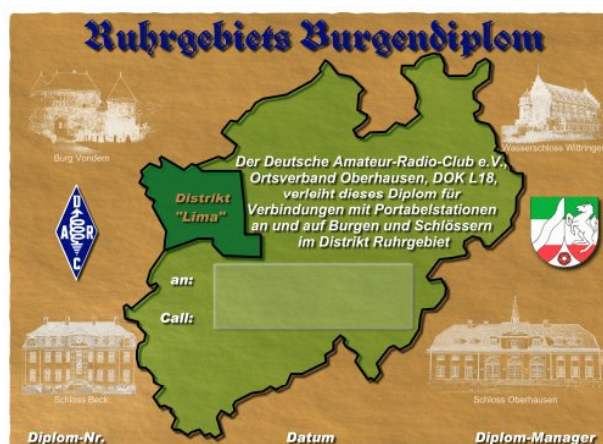 Ruhrgebiets Burgendiplom
Burg Vondern
Wasserschloss Wittringen
Der Deutsche Amateur-Radio-Club e.V.,
Ortsverband Oberhausen, DOK L18,
verleiht dieses Diplom für
Verbindungen mit Portabelstationen
an und auf Burgen und Schlössern
im Distrikt Ruhrgebiet
Distrikt
"Lima"
D
A R
C
an:
Call:
Schloss Beck
Schloss Oberhausen
Diplom-Nr.
Datum
Diplom-Manager